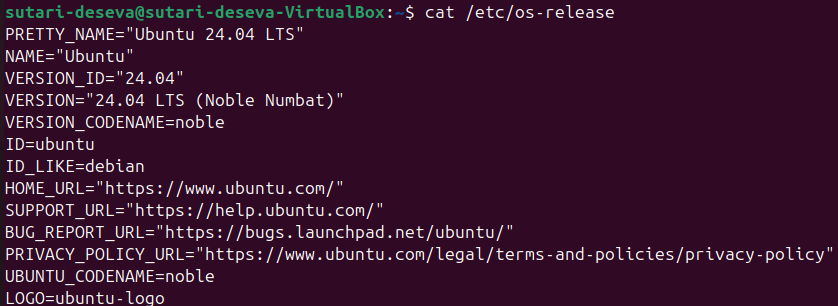 sutari-deseva@sutari-deseva-VirtualBox:~$ cat /etc/os-release
PRETTY_NAME="Ubuntu 24.04 LTS"
NAME="Ubuntu"
VERSION_ID="24.04"
VERSION="24.04 LTS (Noble Numbat)"
VERSION_CODENAME=noble
ID=ubuntu
ID_LIKE=debian
HOME_URL="https://www.ubuntu.com/"
SUPPORT_URL="https://help.ubuntu.com/"
BUG_REPORT_URL="https://bugs.launchpad.net/ubuntu/"
PRIVACY_POLICY_URL="https://www.ubuntu.com/legal/terms-and-policies/privacy-policy"
UBUNTU_CODENAME=noble
LOGO=ubuntu-logo